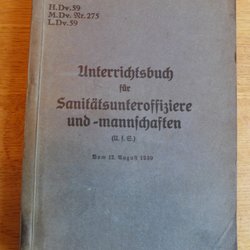 H.Dv.59
M.Dv. Nr. 275
L.Dv.59
Unterrichtsbuch
für
Sanitätsunteroffiziere
und -mannschaften
(U. f. S.)
Vom 12. August 1939